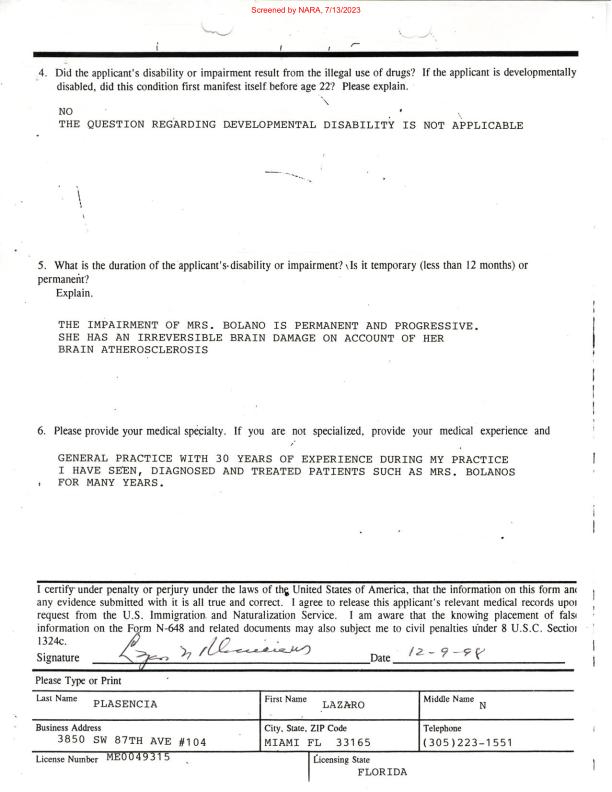 Screened by NARA, 7/13/2023
4. Did the applicant's disability or impairment result from the illegal use of drugs? If the applicant is developmentally
disabled, did this condition first manifest itself before age 22? Please explain.
NO
THE QUESTION REGARDING DEVELOPMENTAL DISABILITY IS NOT APPLICABLE
5. What is the duration of the applicant's disability or impairment? Is it temporary (less than 12 months) or
permanent?
Explain.
THE IMPAIRMENT OF MRS. BOLANO IS PERMANENT AND PROGRESSIVE.
SHE HAS AN IRREVERSIBLE BRAIN DAMAGE ON ACCOUNT OF HER
BRAIN ATHEROSCLEROSIS
6. Please provide your medical specialty. If you are not specialized, provide your medical experience and
GENERAL PRACTICE WITH 30 YEARS OF EXPERIENCE DURING MY PRACTICE
I HAVE SEEN, DIAGNOSED AND TREATED PATIENTS SUCH AS MRS. BOLANOS
FOR MANY YEARS.
I certify under penalty or perjury under the laws of the United States of America, that the information on this form and
any evidence submitted with it is all true and correct. I agree to release this applicant's relevant medical records upon
request from the U.S. Immigration and Naturalization Service. I am aware that the knowing placement of false
information on the Form N-648 and related documents may also subject me to civil penalties under 8 U.S.C. Section
1324c.
Signature Date 12-9-98
Please Type or Print
Last Name PLASENCIA First Name LAZARO Middle Name N
Business Address City, State, ZIP Code Telephone
3850 SW 87TH AVE #104 MIAMI FL 33165 (305)223-1551
License Number ME0049315 Licensing State
FLORIDA